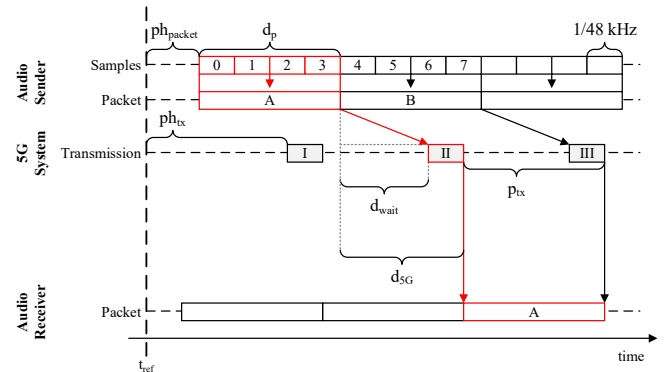 ph_packet d_p 1/48 kHz
Audio Sender
Samples 0 1 2 3 4 5 6 7
Packet A B
ph_tx
5G System
Transmission I II III
d_wait p_tx
d_5G
Audio Receiver
Packet A
t_ref time